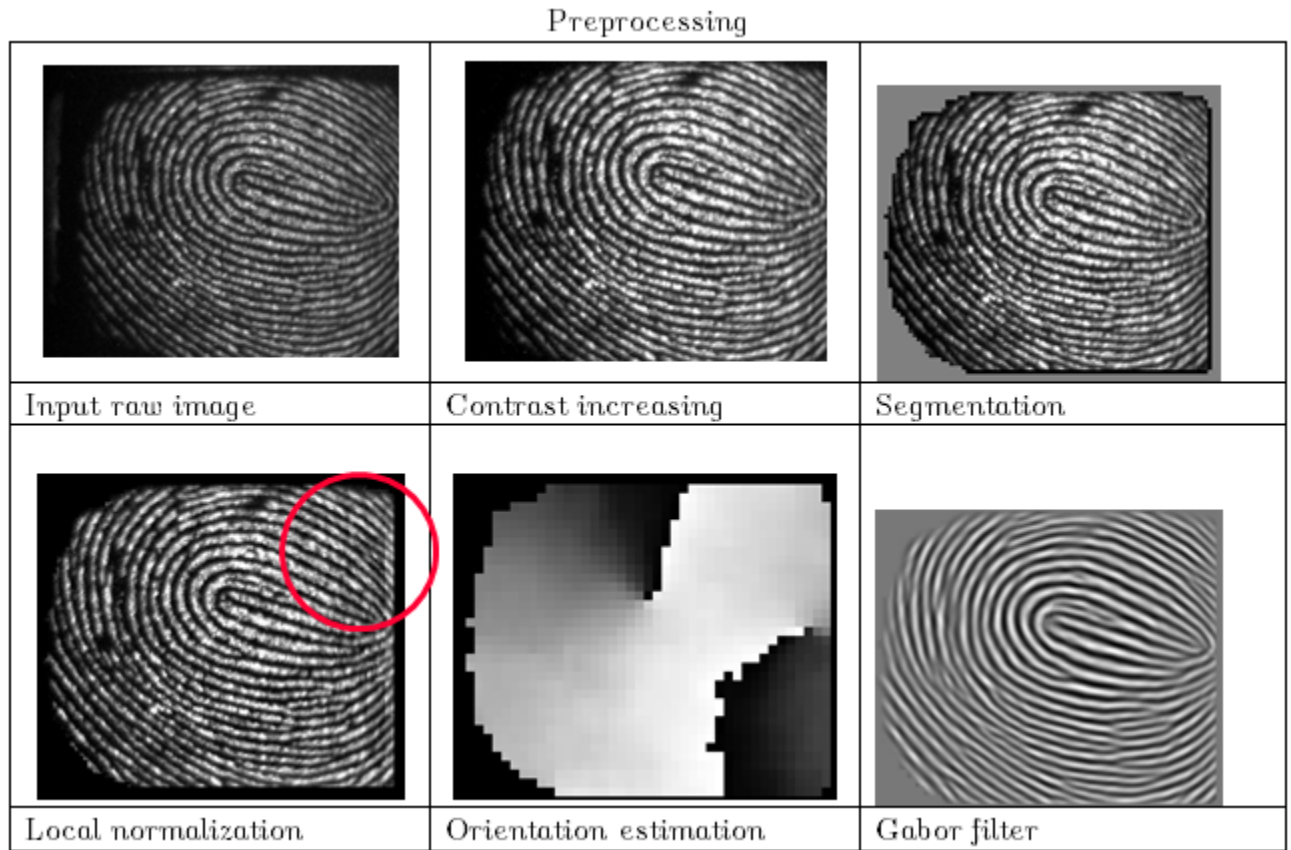 Preprocessing
Input raw image
Contrast increasing
Segmentation
Local normalization
Orientation estimation
Gabor filter